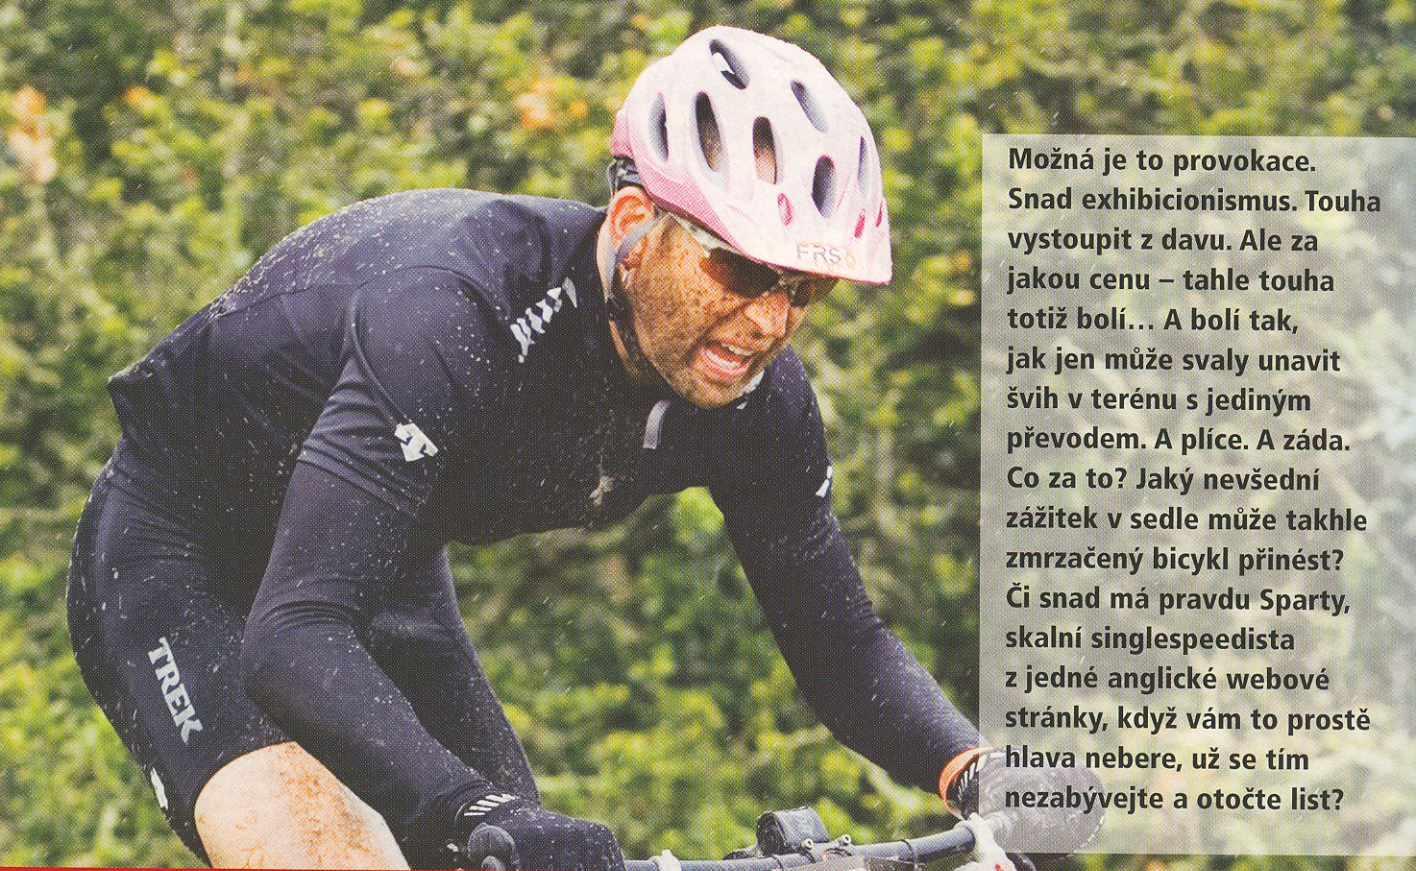 FRS
Možná je to provokace.
Snad exhibicionismus. Touha
vystoupit z davu. Ale za
jakou cenu – tahle touha
totiž bolí... A bolí tak,
jak jen může svaly unavit
švih v terénu s jediným
převodem. A plíce. A záda.
Co za to? Jaký nevšední
zážitek v sedle může takhle
zmrzačený bicykl přinést?
Či snad má pravdu Sparty,
skalní singlespeedista
z jedné anglické webové
stránky, když vám to prostě
hlava nebere, už se tím
nezabývejte a otočte list?
TREK